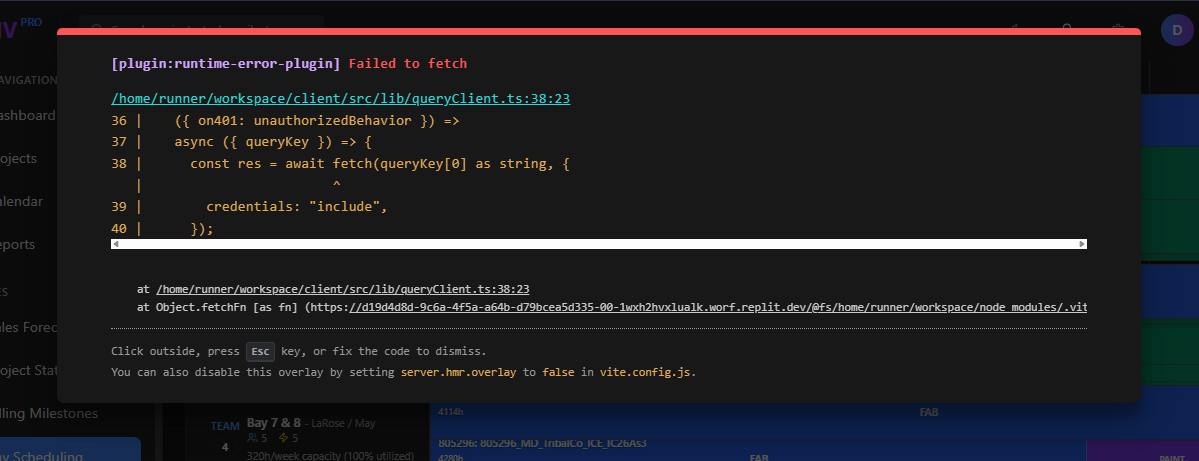 PRO
D
[plugin:runtime-error-plugin] Failed to fetch
/home/runner/workspace/client/src/lib/queryClient.ts:38:23
36 | ({ on401: unauthorizedBehavior }) =>
37 | async ({ queryKey }) => {
38 | const res = await fetch(queryKey[0] as string, {
| ^
39 | credentials: "include",
40 | });
at /home/runner/workspace/client/src/lib/queryClient.ts:38:23
at Object.fetchFn [as fn] (https://d19d4d8d-9c6a-4f5a-a64b-d79bcea5d335-00-1wxh2hvxlualk.worf.replit.dev/@fs/home/runner/workspace/node_modules/.vit
Click outside, press Esc key, or fix the code to dismiss.
You can also disable this overlay by setting server.hmr.overlay to false in vite.config.js.
AVIGATION
ashboard
ojects
alendar
eports
les Forec
oject Stat
lling Milestones
y Scheduling
TEAM
4
Bay 7 & 8 - LaRose / May
5 5
320h/week capacity (100% utilized)
4114h
FAB
805296: 805296_MD_TribalCo_ICE_IC26As3
4280h
FAB
PAINT